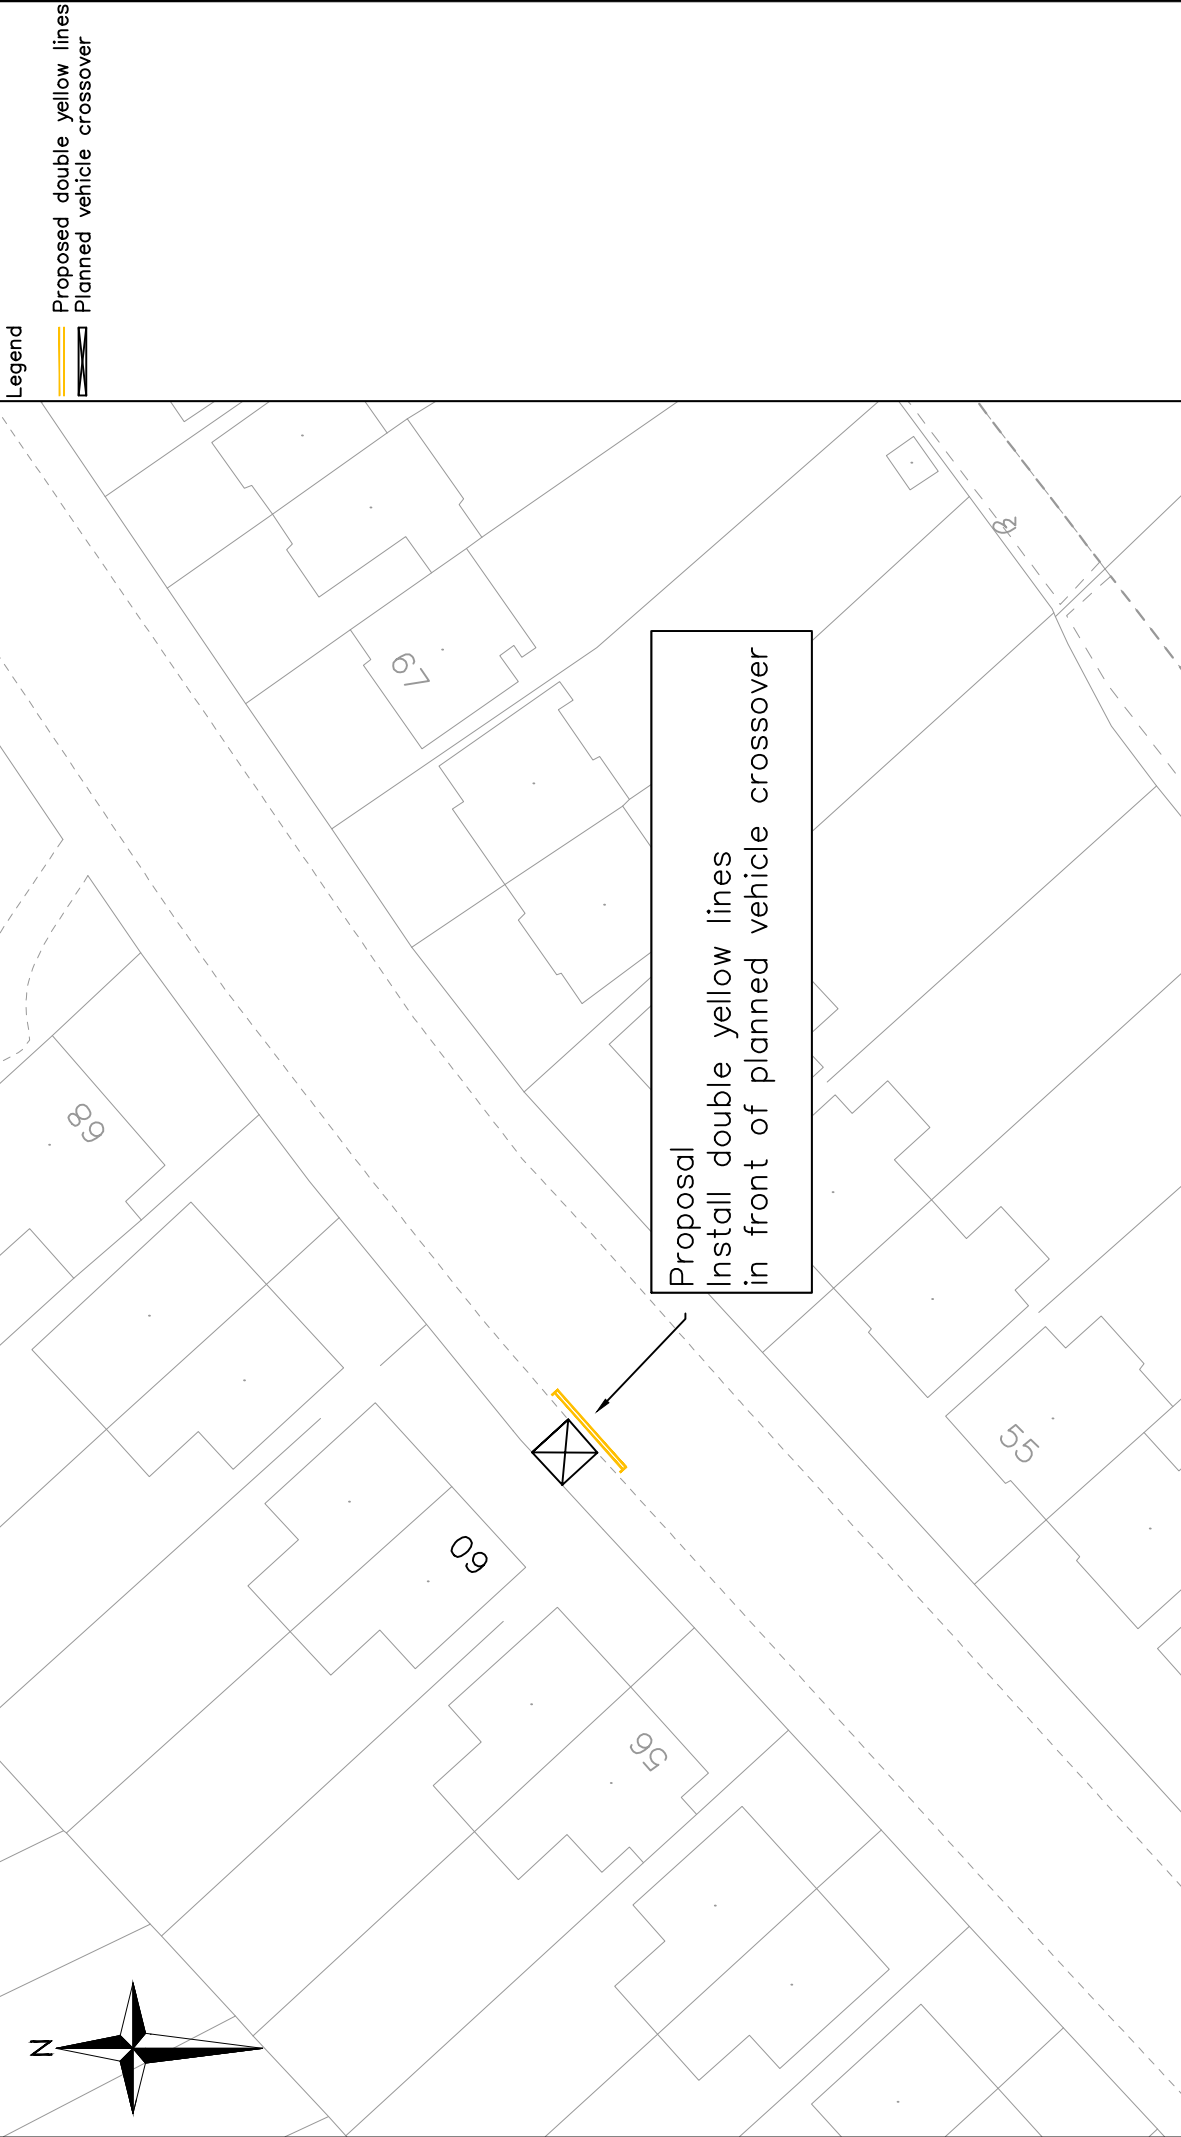 Legend
Proposed double yellow lines
Planned vehicle crossover
67
68
Proposal
Install double yellow lines
in front of planned vehicle crossover
60
55
56
N